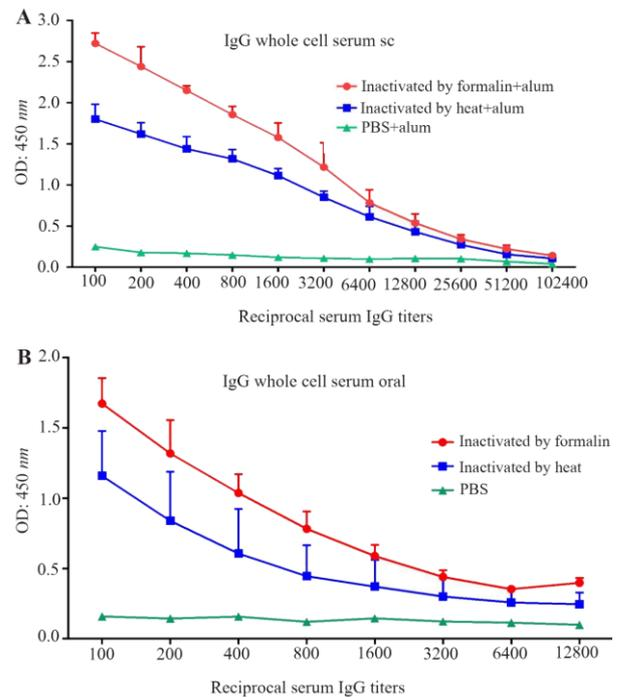 A
IgG whole cell serum sc
3.0
2.5
2.0
1.5
1.0
0.5
0.0
OD: 450 nm
Inactivated by formalin+alum
Inactivated by heat+alum
PBS+alum
100 200 400 800 1600 3200 6400 12800 25600 51200 102400
Reciprocal serum IgG titers
B
IgG whole cell serum oral
2.0
1.5
1.0
0.5
0.0
OD: 450 nm
Inactivated by formalin
Inactivated by heat
PBS
100 200 400 800 1600 3200 6400 12800
Reciprocal serum IgG titers